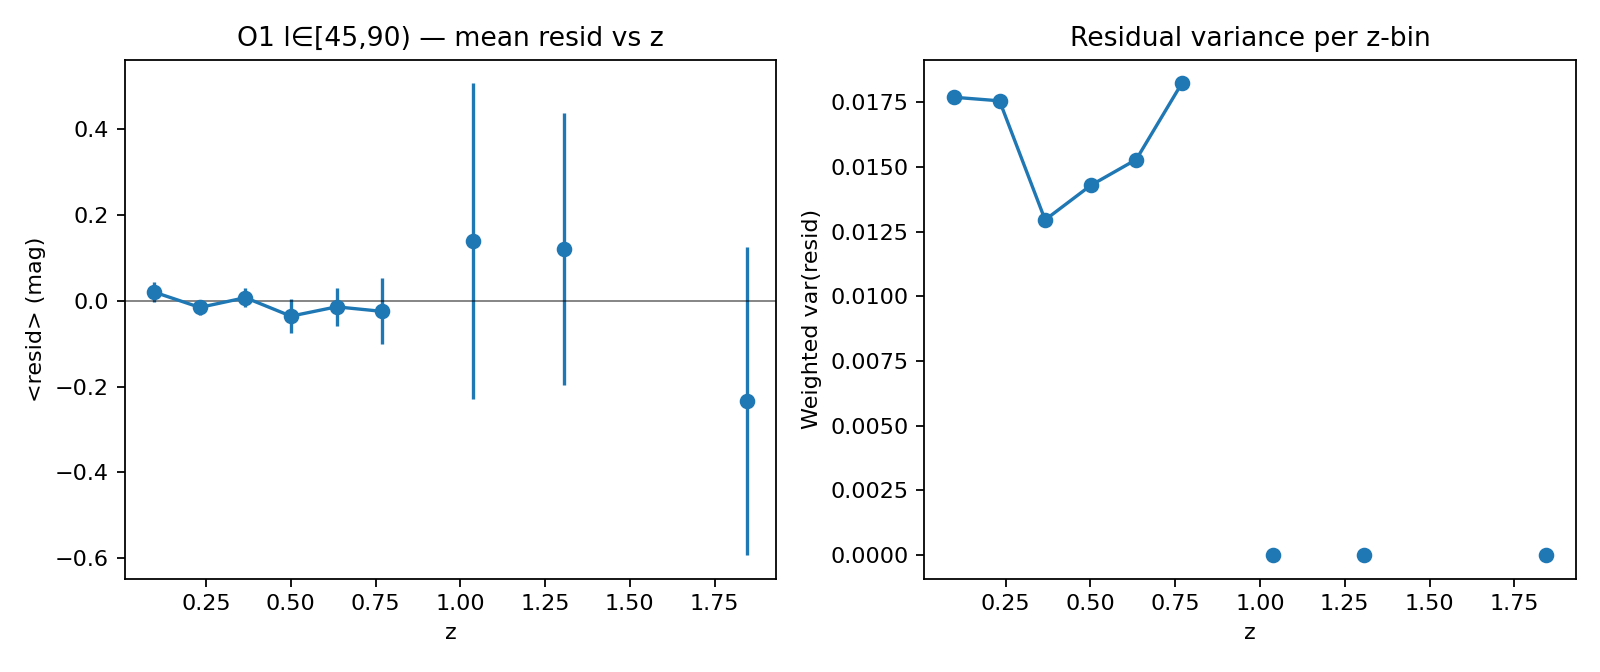 O1 l∈[45,90) — mean resid vs z
<resid> (mag)
0.4
0.2
0.0
−0.2
−0.4
−0.6
0.25 0.50 0.75 1.00 1.25 1.50 1.75
z
Residual variance per z-bin
Weighted var(resid)
0.0175
0.0150
0.0125
0.0100
0.0075
0.0050
0.0025
0.0000
0.25 0.50 0.75 1.00 1.25 1.50 1.75
z